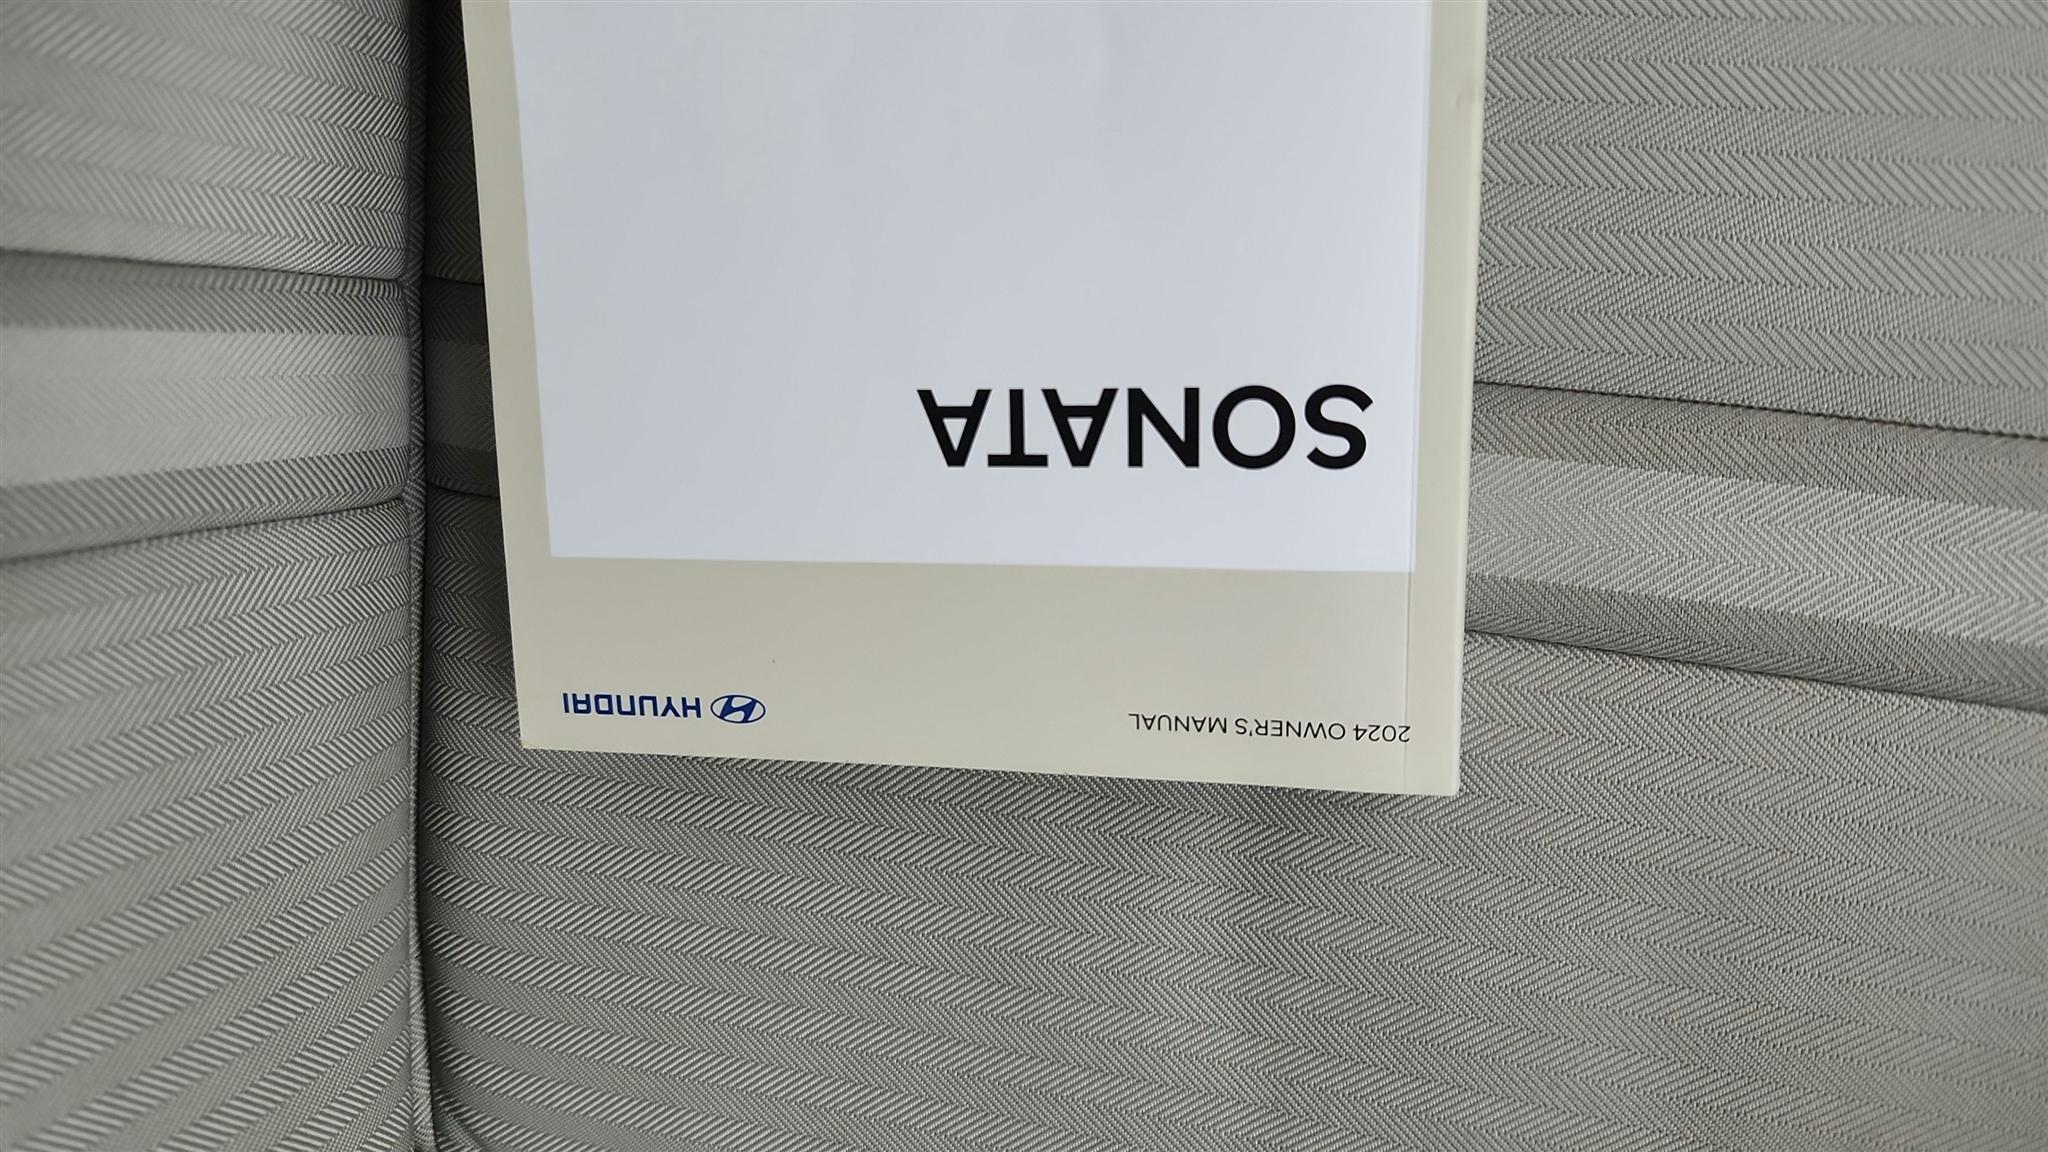 SONATA
2024 OWNER'S MANUAL
HYUNDAI